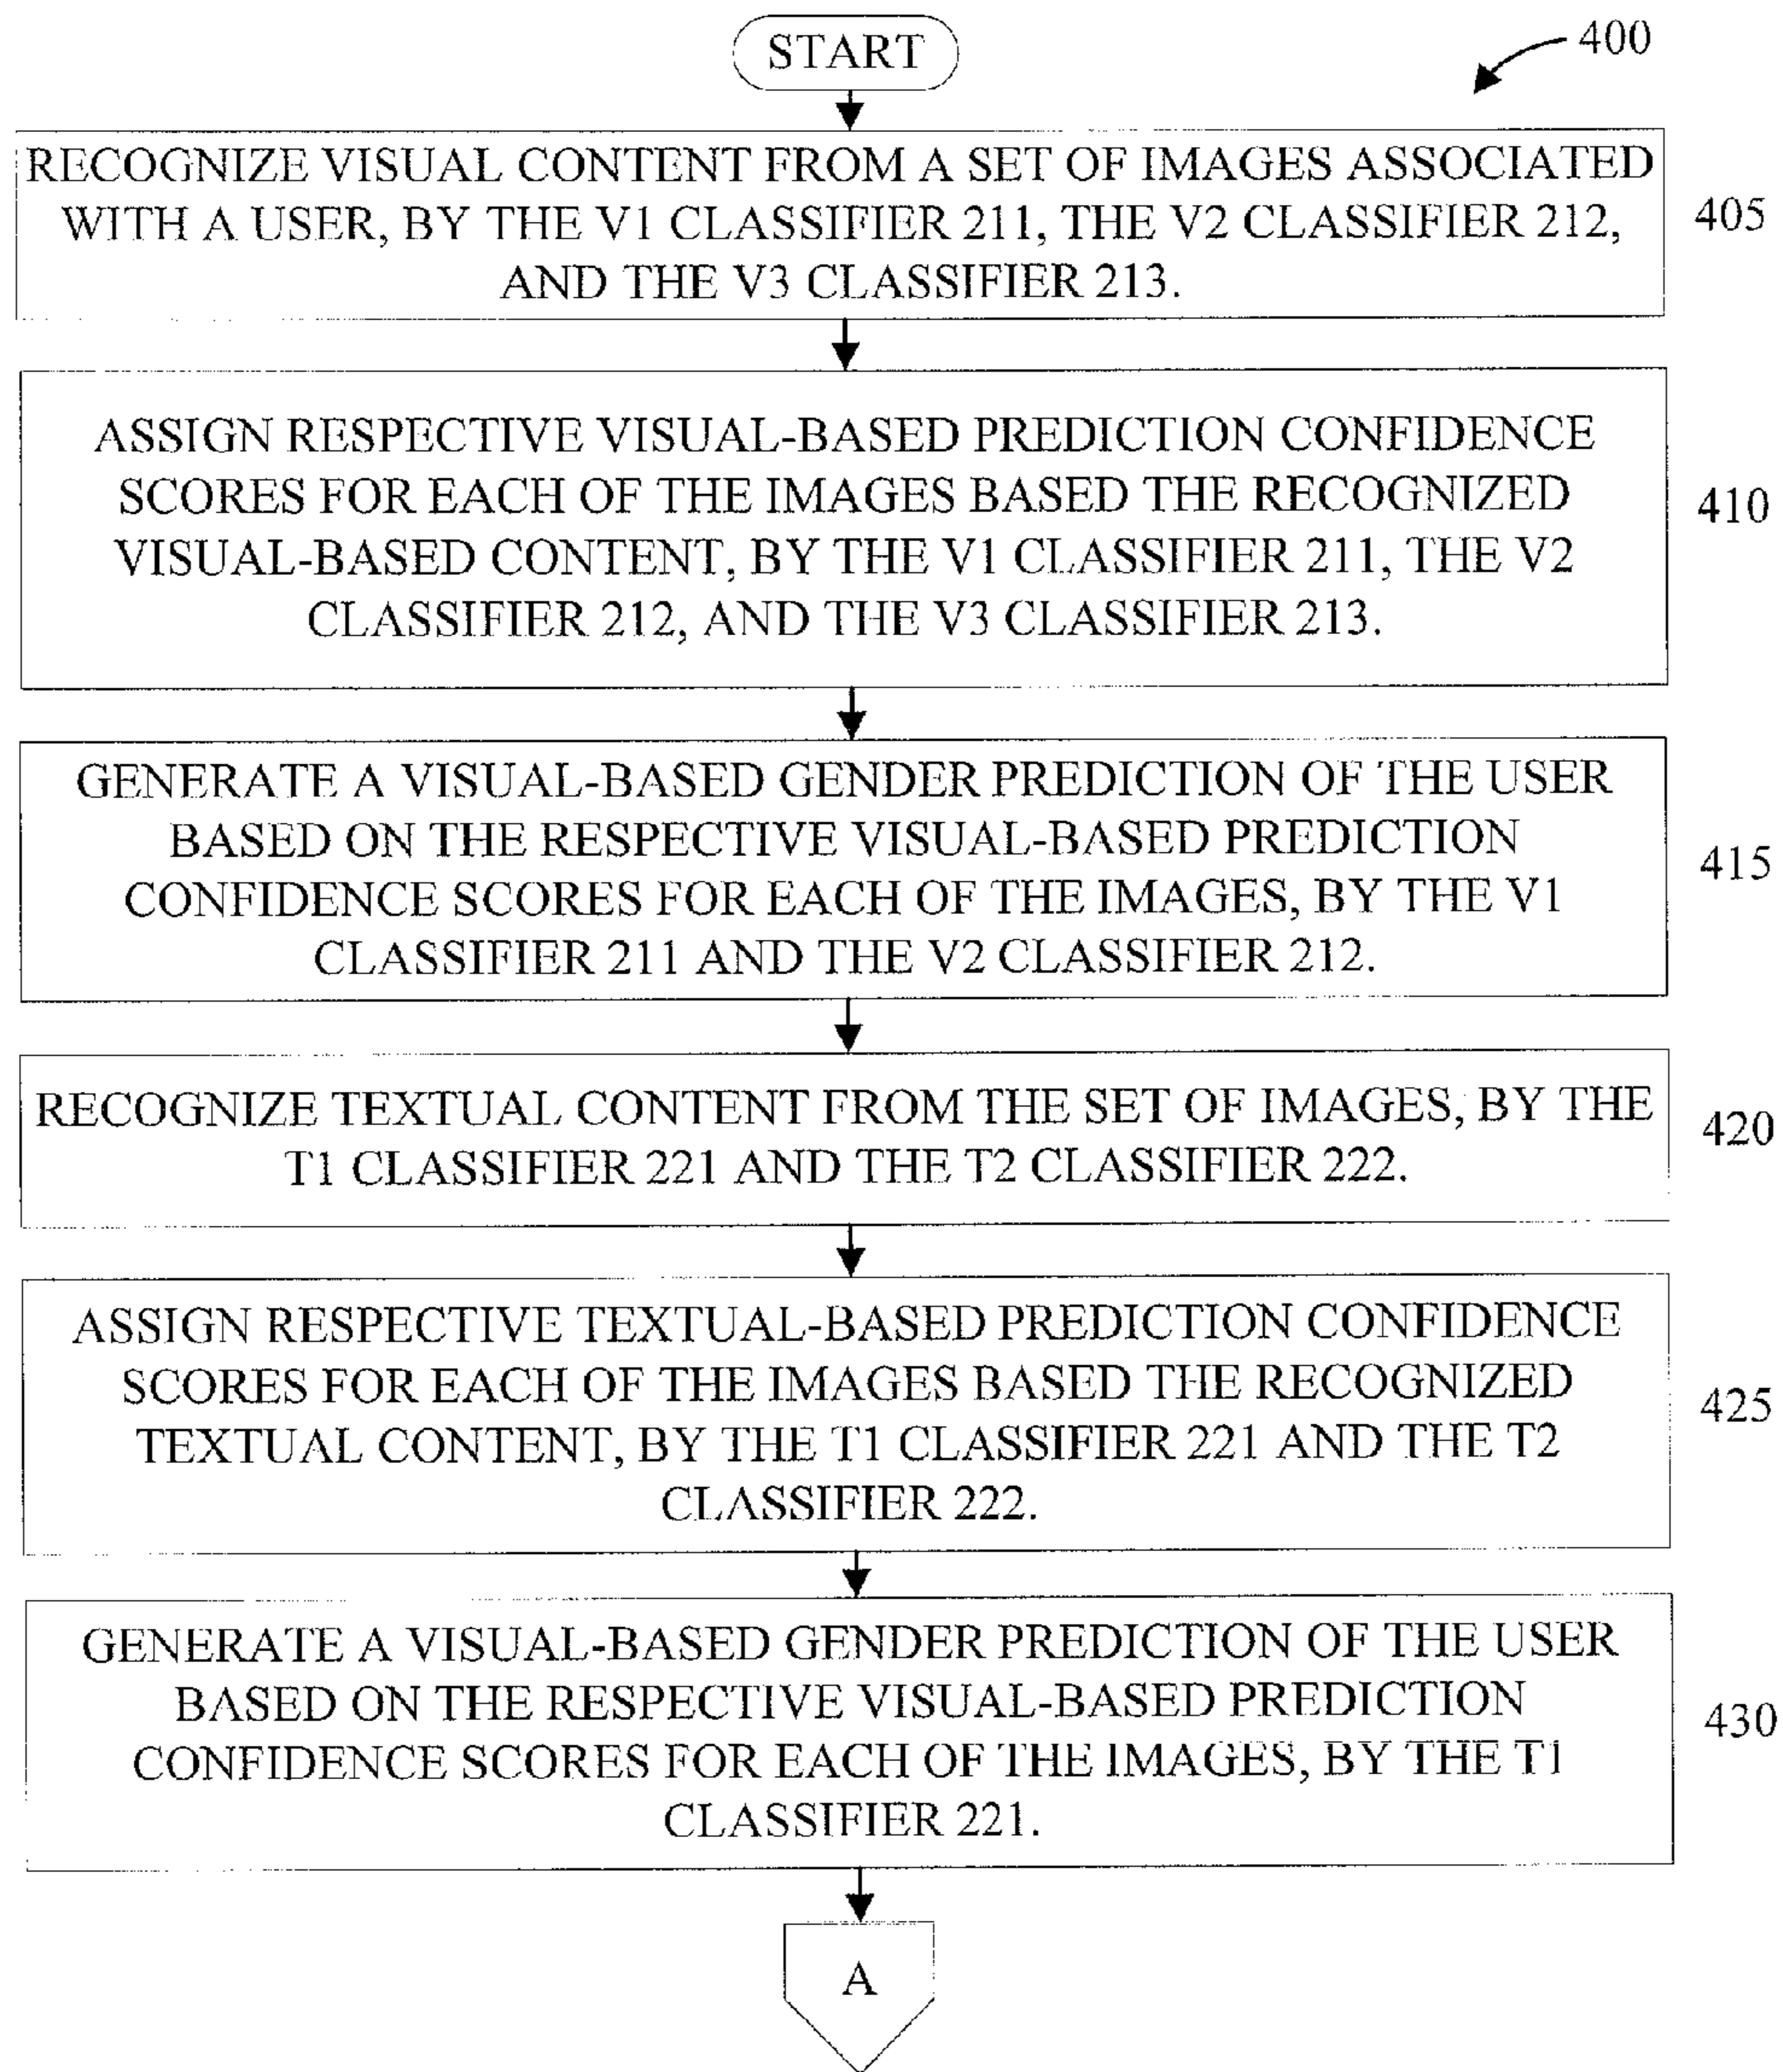 START
400
RECOGNIZE VISUAL CONTENT FROM A SET OF IMAGES ASSOCIATED
WITH A USER, BY THE V1 CLASSIFIER 211, THE V2 CLASSIFIER 212,
AND THE V3 CLASSIFIER 213.
405
ASSIGN RESPECTIVE VISUAL-BASED PREDICTION CONFIDENCE
SCORES FOR EACH OF THE IMAGES BASED THE RECOGNIZED
VISUAL-BASED CONTENT, BY THE V1 CLASSIFIER 211, THE V2
CLASSIFIER 212, AND THE V3 CLASSIFIER 213.
410
GENERATE A VISUAL-BASED GENDER PREDICTION OF THE USER
BASED ON THE RESPECTIVE VISUAL-BASED PREDICTION
CONFIDENCE SCORES FOR EACH OF THE IMAGES, BY THE V1
CLASSIFIER 211 AND THE V2 CLASSIFIER 212.
415
RECOGNIZE TEXTUAL CONTENT FROM THE SET OF IMAGES, BY THE
T1 CLASSIFIER 221 AND THE T2 CLASSIFIER 222.
420
ASSIGN RESPECTIVE TEXTUAL-BASED PREDICTION CONFIDENCE
SCORES FOR EACH OF THE IMAGES BASED THE RECOGNIZED
TEXTUAL CONTENT, BY THE T1 CLASSIFIER 221 AND THE T2
CLASSIFIER 222.
425
GENERATE A VISUAL-BASED GENDER PREDICTION OF THE USER
BASED ON THE RESPECTIVE VISUAL-BASED PREDICTION
CONFIDENCE SCORES FOR EACH OF THE IMAGES, BY THE T1
CLASSIFIER 221.
430
A